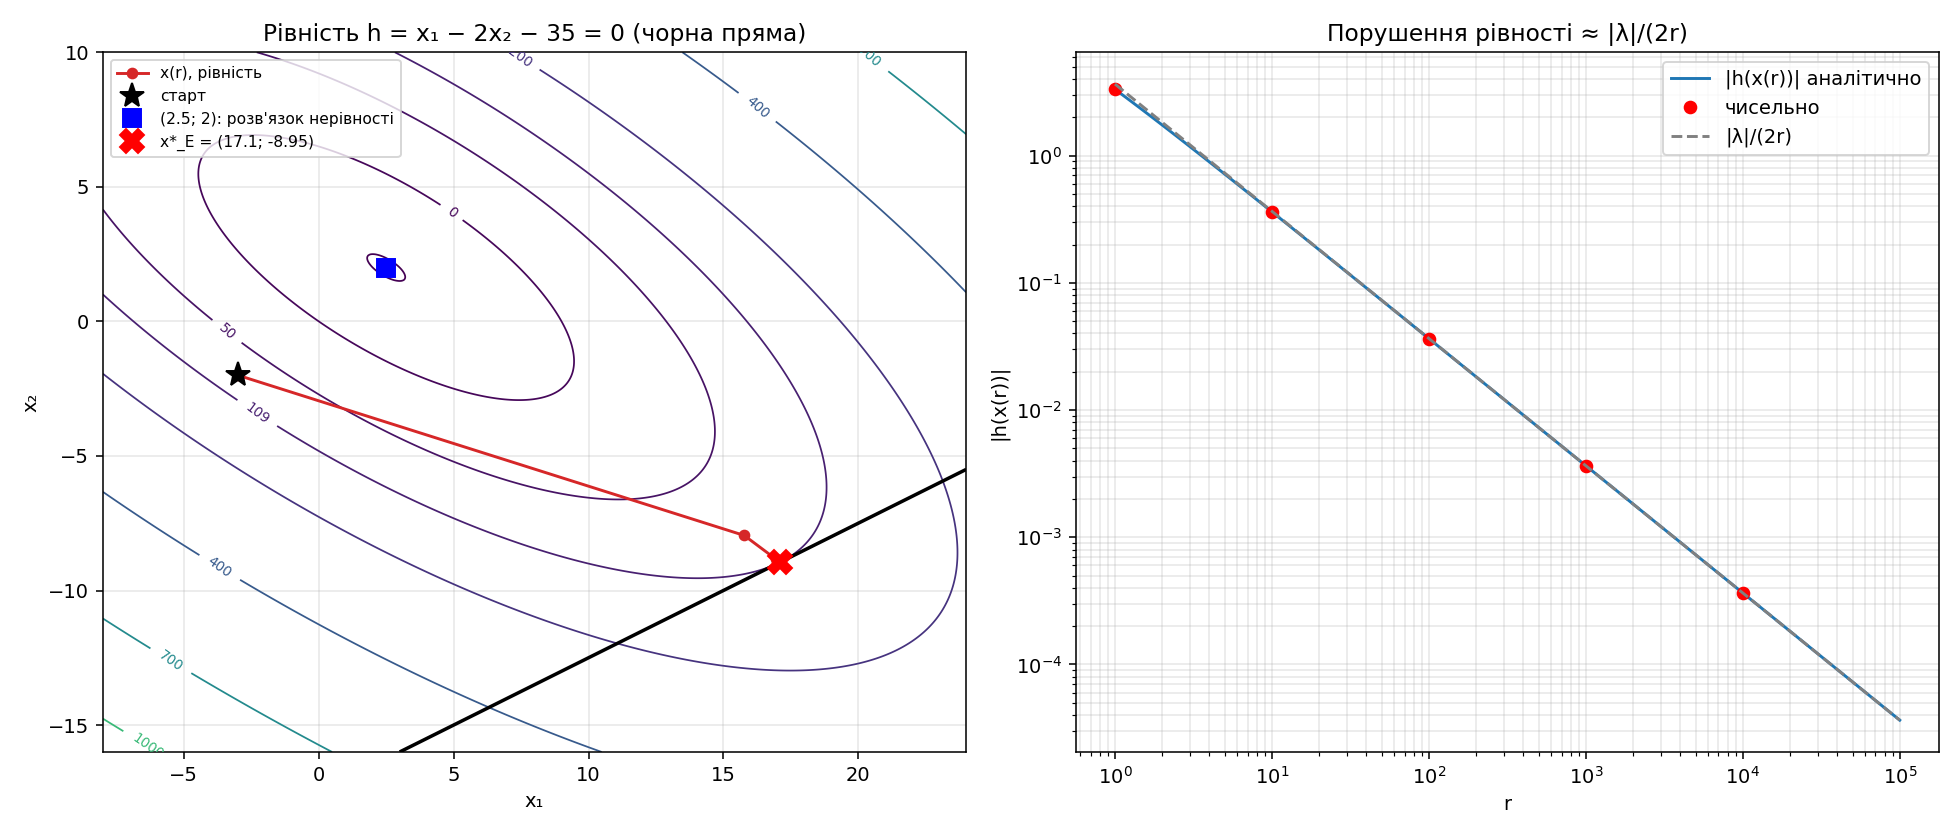 Рівність h = x₁ − 2x₂ − 35 = 0 (чорна пряма)
x(r), рівність
старт
(2.5; 2): розв'язок нерівності
x*_E = (17.1; -8.95)
10
5
0
−5
−10
−15
x₂
−5
0
5
10
15
20
x₁
400
0
50
109
400
700
Порушення рівності ≈ |λ|/(2r)
|h(x(r))| аналітично
чисельно
|λ|/(2r)
10⁰
10⁻¹
10⁻²
10⁻³
10⁻⁴
|h(x(r))|
10⁰
10¹
10²
10³
10⁴
10⁵
r